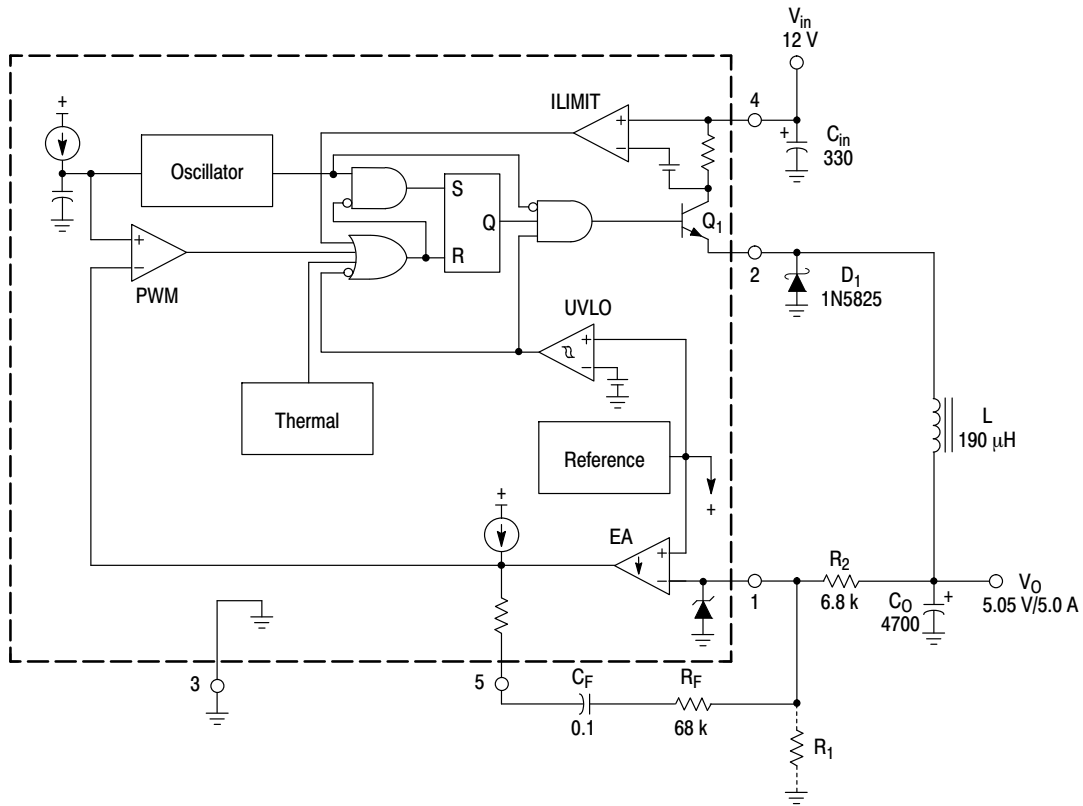 Vin
12 V
+
ILIMIT
4
+
Cin
330
+
−
Oscillator
S
Q
R
Q1
+
−
PWM
2
D1
1N5825
UVLO
+
−
Thermal
L
190 µH
Reference
+
+
EA
+
−
1
R2
6.8 k
CO
4700
+
VO
5.05 V/5.0 A
3
5
CF
0.1
RF
68 k
R1